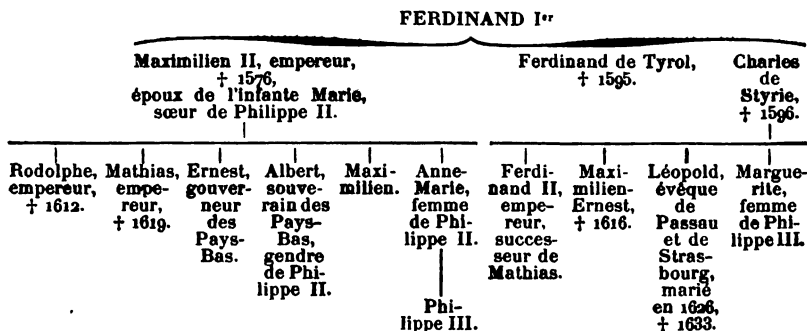 FERDINAND Ier
Maximilien II, empereur,
† 1576,
époux de l'infante Marie,
sœur de Philippe II.
Ferdinand de Tyrol,
† 1595.
Charles
de
Styrie,
† 1596.
Rodolphe,
empereur,
† 1612.
Mathias,
empe-
reur,
† 1619.
Ernest,
gouver-
neur
des
Pays-
Bas.
Albert,
souve-
rain des
Pays-
Bas,
gendre
de Phi-
lippe II.
Maxi-
milien.
Anne-
Marie,
femme
de Phi-
lippe II.
Phi-
lippe III.
Ferdi-
nand II,
empe-
reur,
succes-
seur de
Mathias.
Maxi-
milien-
Ernest,
† 1616.
Léopold,
évêque
de
Passau
et de
Stras-
bourg,
marié
en 1626,
† 1633.
Margue-
rite,
femme
de Phi-
lippe III.